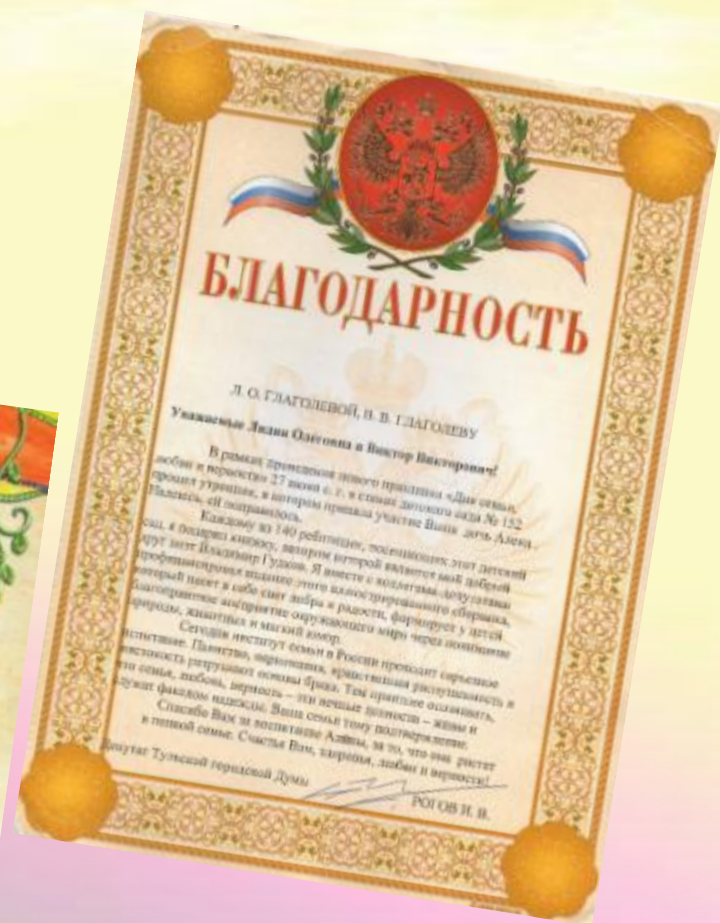 БЛАГОДАРНОСТЬ
Л. О. ГЛАГОЛЕВОЙ, В. В. ГЛАГОЛЕВУ
Уважаемые Лидия Олеговна и Виктор Викторович!
В рамках проведения нового праздника «Дня семьи,
любви и верности» 27 июня с. г. в стенах детского сада № 152
прошел утренник, в котором приняла участие Ваша дочь
Надеюсь, ей понравилось.
Каждому из 140 ребятишек, посещающих этот детский
сад, я подарил книжку, автором которой является мой добрый
друг поэт Владимир Гудков. Я вместе с коллегами депутатами
профинансировал издание этого иллюстрированного сборника,
который несет в себе свет добра и радости, формирует у детей
благоприятное восприятие окружающего мира через
природы, животных и мягкий юмор.
Сегодня институт семьи в России проходит серьезное
испытание. Пьянство, наркомания, нравственная распущенность и
жестокость разрушают основы брака. Тем приятнее осознавать,
что семья, любовь, верность – эти вечные ценности – живы и
служат факелом надежды. Ваша семья тому подтверждение.
Спасибо Вам за воспитание за то, что она растет
в семье. Счастья Вам, здоровья, любви и верности!
Депутат Тульской городской Думы
РОГОВ И. В.